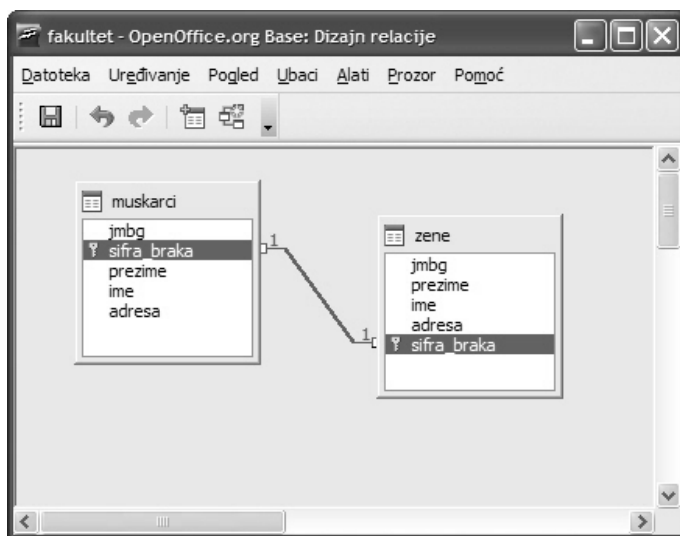 fakultet - OpenOffice.org Base: Dizajn relacije
Datoteka Uređivanje Pogled Ubaci Alati Prozor Pomoć
muskarci
jmbg
sifra_braka
prezime
ime
adresa
1
1
zene
jmbg
prezime
ime
adresa
sifra_braka